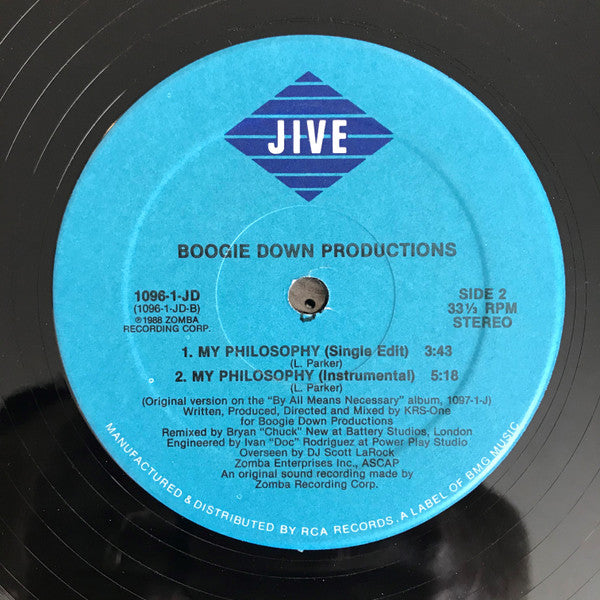 JIVE
BOOGIE DOWN PRODUCTIONS
1096-1-JD
(1096-1-JD-B)
℗1988 ZOMBA
RECORDING CORP.
SIDE 2
33⅓ RPM
STEREO
1. MY PHILOSOPHY (Single Edit) 3:43
(L. Parker)
2. MY PHILOSOPHY (Instrumental) 5:18
(L. Parker)
(Original version on the "By All Means Necessary" album, 1097-1-J)
Written, Produced, Directed and Mixed by KRS-One
for Boogie Down Productions
Remixed by Bryan "Chuck" New at Battery Studios, London
Engineered by Ivan "Doc" Rodriguez at Power Play Studio
Overseen by DJ Scott LaRock
Zomba Enterprises Inc., ASCAP
An original sound recording made by
Zomba Recording Corp.
MANUFACTURED & DISTRIBUTED BY RCA RECORDS. A LABEL OF BMG MUSIC